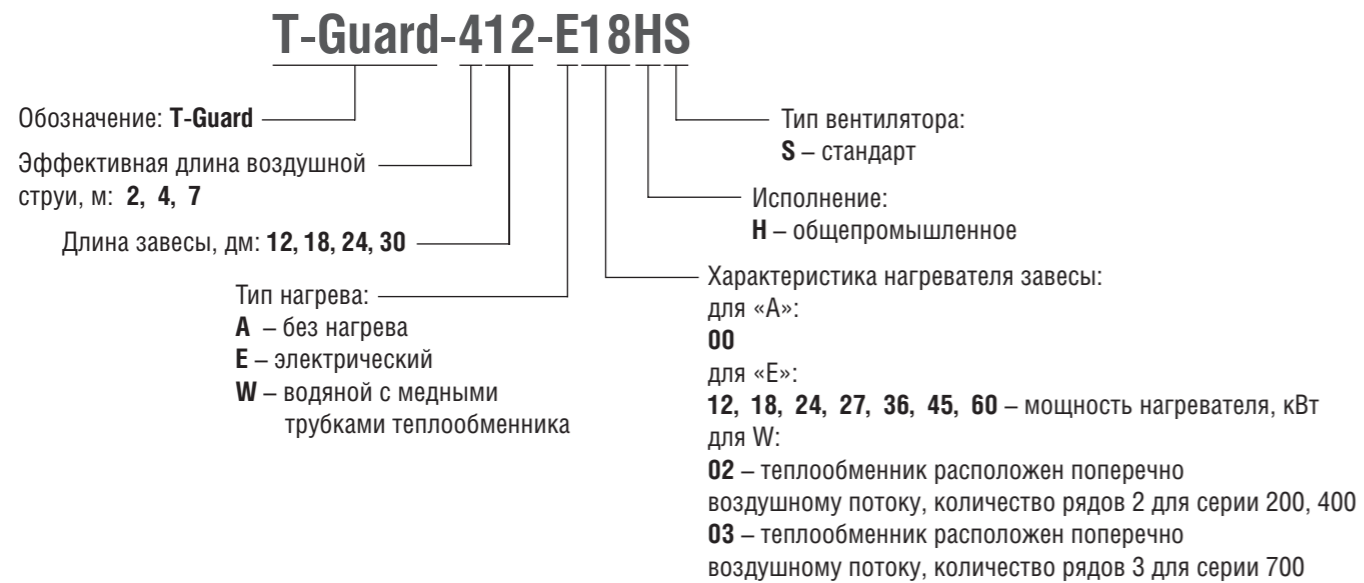 T-Guard-412-E18HS
Обозначение: T-Guard
Эффективная длина воздушной
струи, м: 2, 4, 7
Длина завесы, дм: 12, 18, 24, 30
Тип нагрева:
A – без нагрева
E – электрический
W – водяной с медными
трубками теплообменника
Тип вентилятора:
S – стандарт
Исполнение:
H – общепромышленное
Характеристика нагревателя завесы:
для «А»:
00
для «Е»:
12, 18, 24, 27, 36, 45, 60 – мощность нагревателя, кВт
для W:
02 – теплообменник расположен поперечно
воздушному потоку, количество рядов 2 для серии 200, 400
03 – теплообменник расположен поперечно
воздушному потоку, количество рядов 3 для серии 700